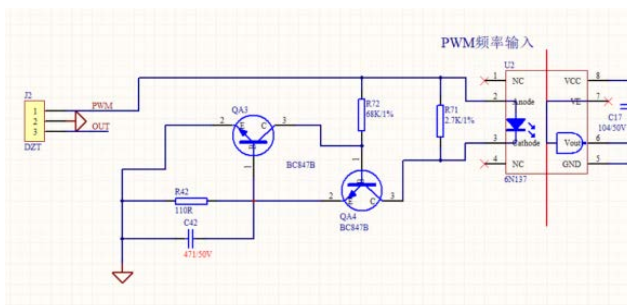 PWM频率输入
U2
1
NC
VCC
8
J2
PWM
2
Anode
VE
7
1
2
3
OUT
DZT
QA3
2
E
C
3
B
1
BC847B
R72
68K/1%
R71
2.7K/1%
C17
104/50V
3
Cathode
Vout
6
4
NC
GND
5
6N137
R42
110R
1
B
2
E
C
3
QA4
BC847B
C42
471/50V